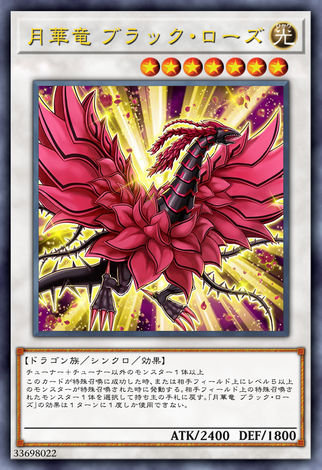 月華竜 ブラック・ローズ 光
【ドラゴン族／シンクロ／効果】
チューナー＋チューナー以外のモンスター１体以上
このカードが特殊召喚に成功した時、または相手フィールド上にレベル５以上
のモンスターが特殊召喚された時に発動する。相手フィールド上の特殊召喚さ
れたモンスター１体を選択して持ち主の手札に戻す。「月華竜 ブラック・ロー
ズ」の効果は１ターンに１度しか使用できない。
ATK/2400 DEF/1800
33698022